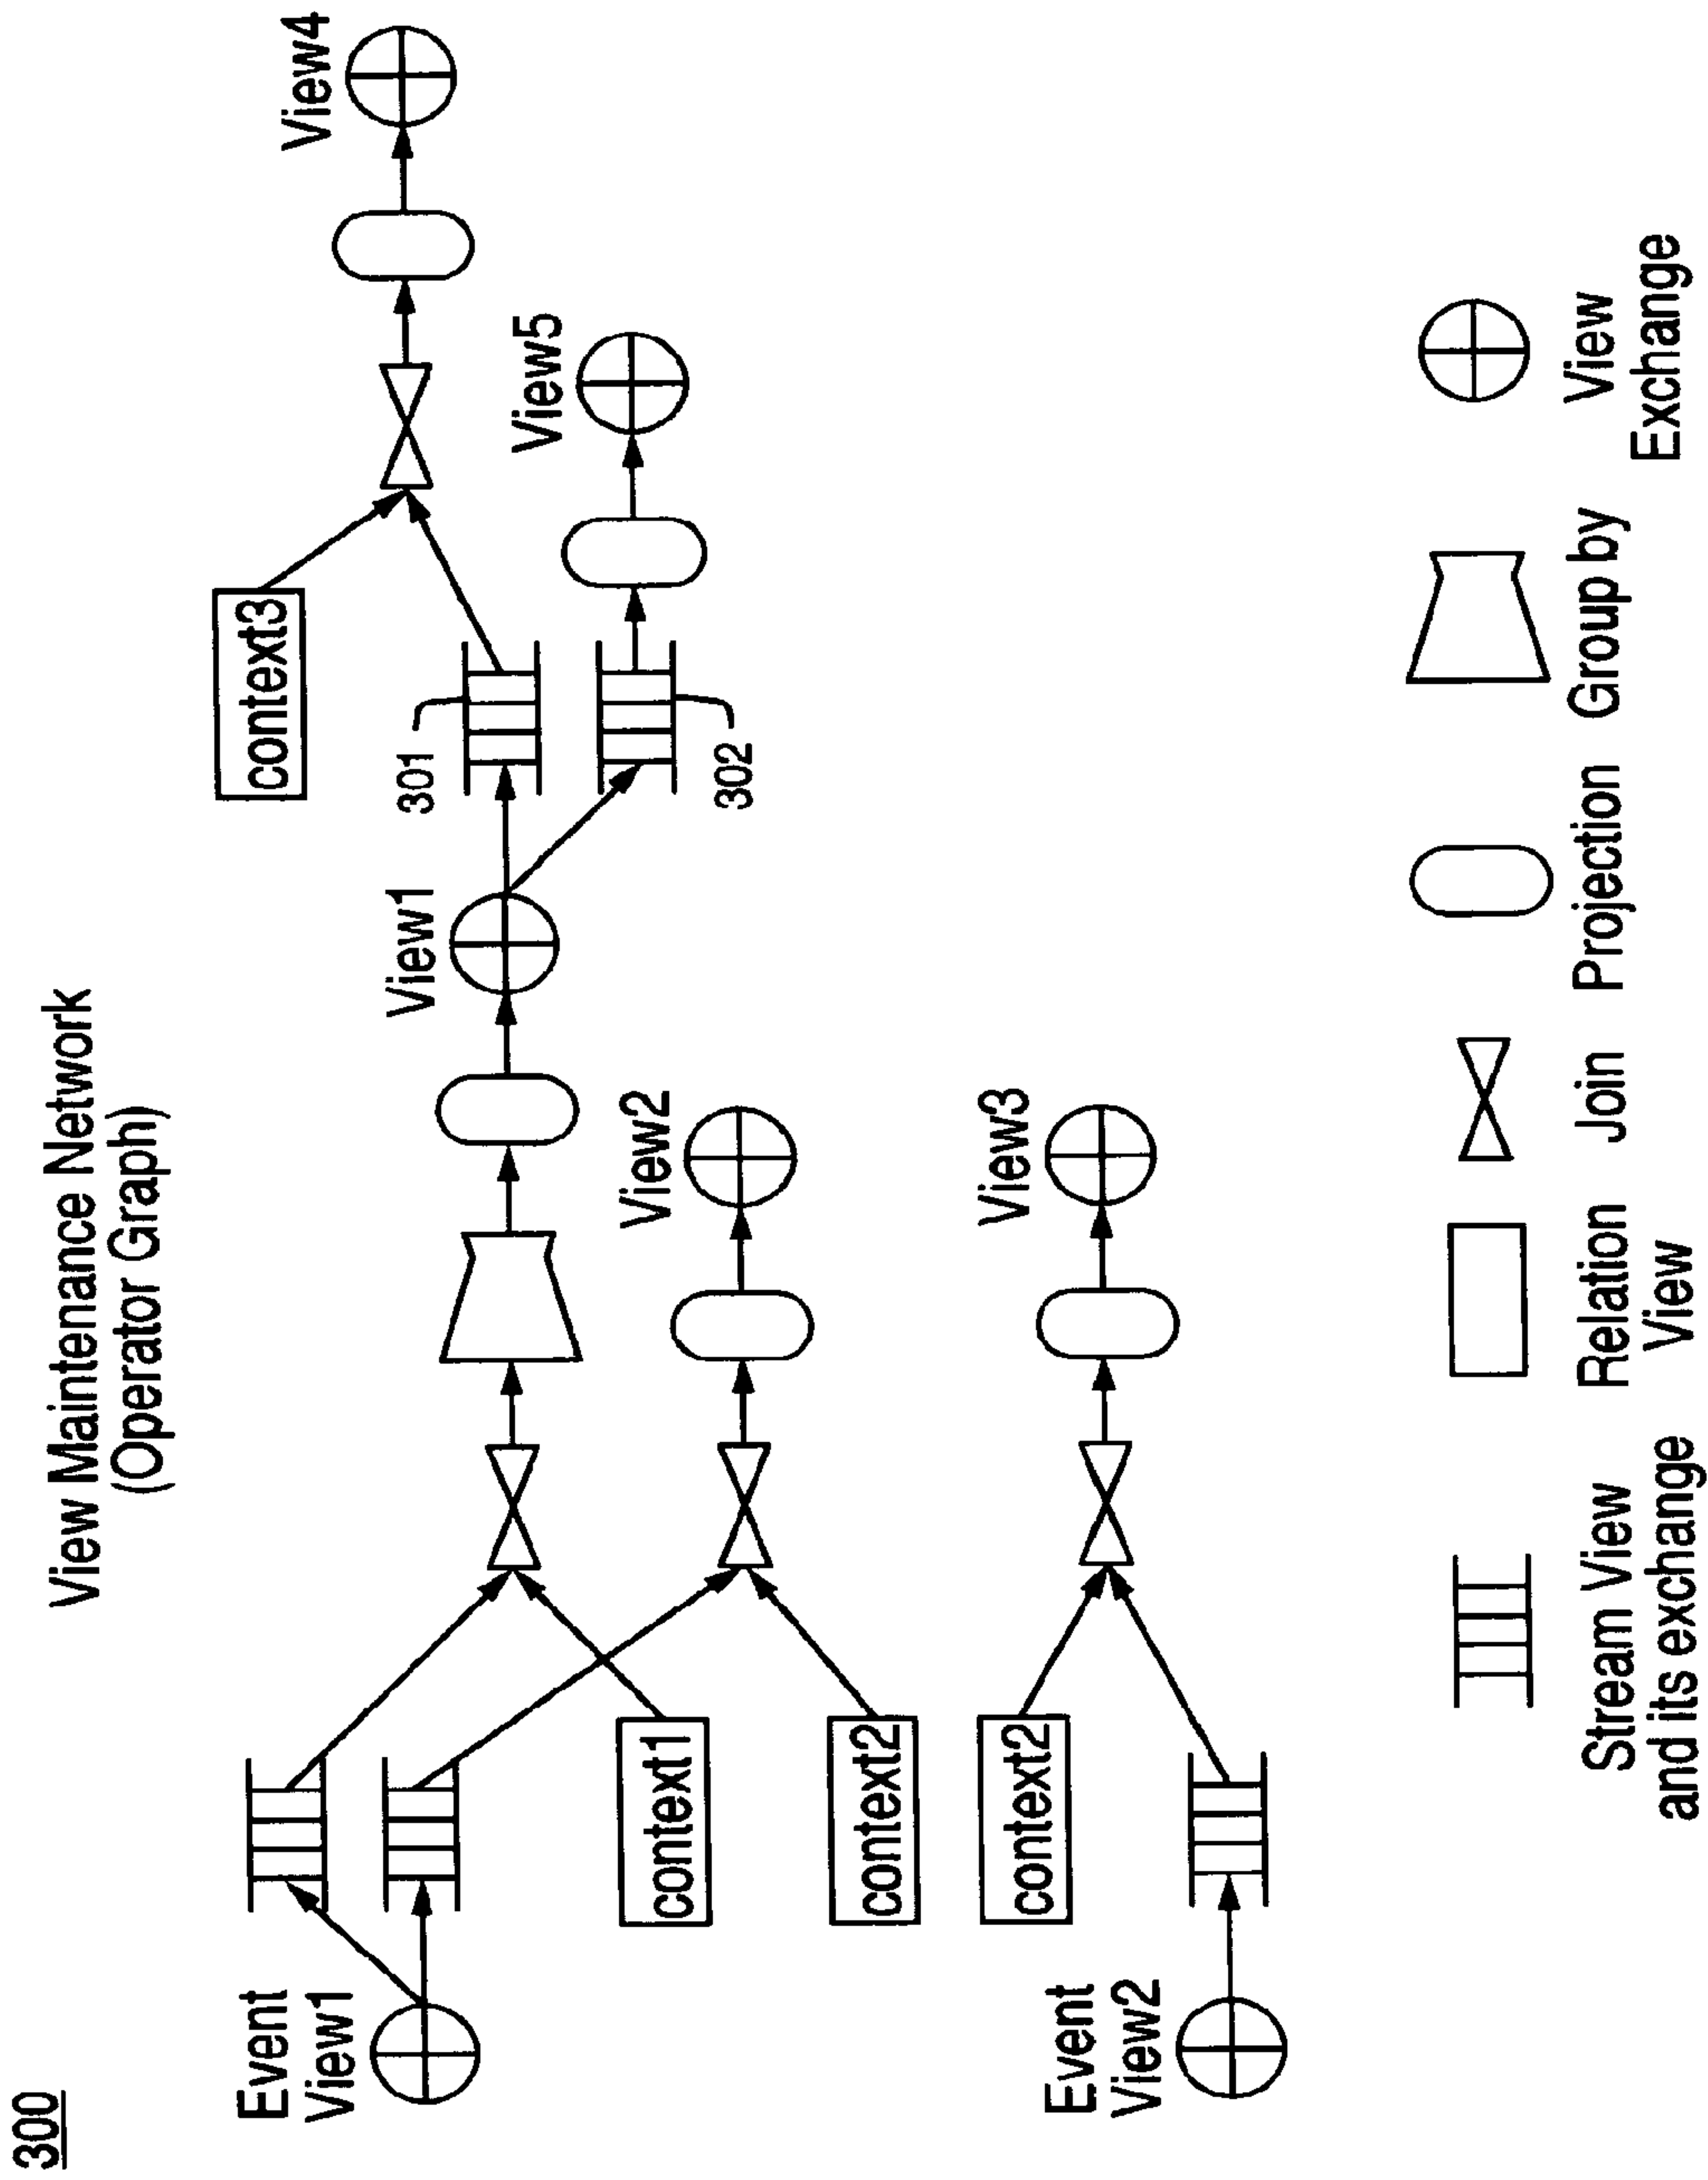 300
View Maintenance Network
(Operator Graph)
Event
View1
context1
context2
View2
View1
301
302
context3
View4
View5
Event
View2
context2
View3
Stream View
and its exchange
Relation
View
Join
Projection
Group by
View
Exchange